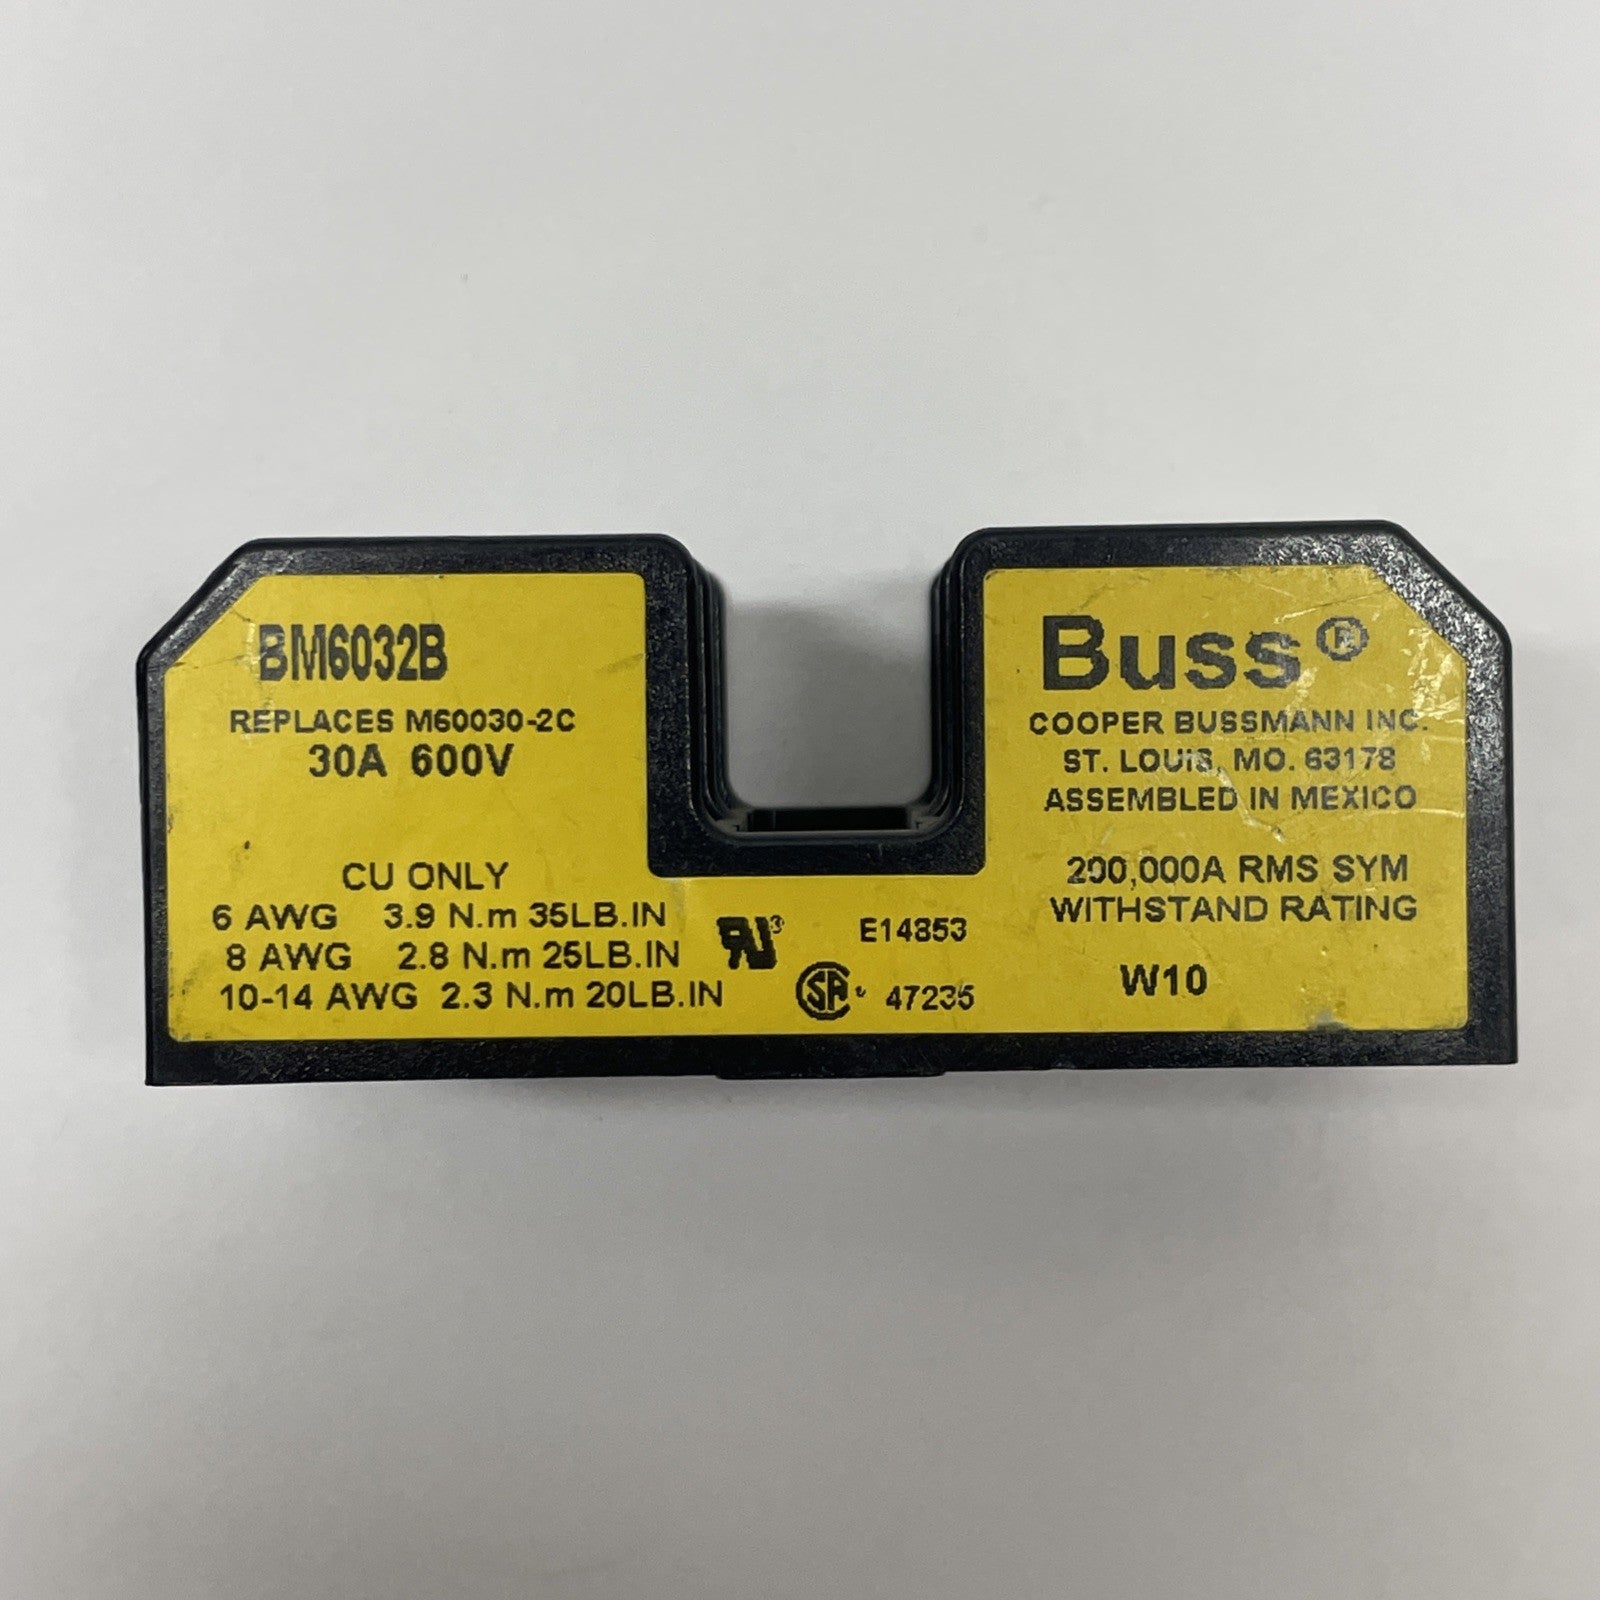 BM6032B
REPLACES M60030-2C
30A 600V
CU ONLY
6 AWG 3.9 N.m 35LB.IN
8 AWG 2.8 N.m 25LB.IN
10-14 AWG 2.3 N.m 20LB.IN
E14853
47235
Buss ®
COOPER BUSSMANN INC.
ST. LOUIS, MO. 63178
ASSEMBLED IN MEXICO
200,000A RMS SYM
WITHSTAND RATING
W10